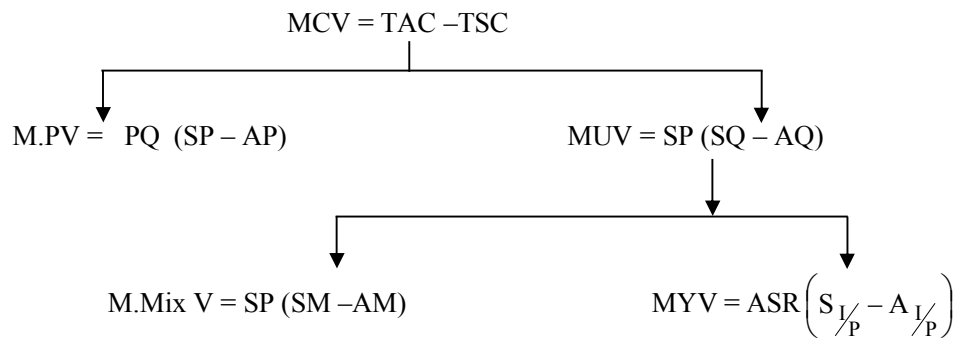 MCV = TAC –TSC
M.PV = PQ (SP – AP)
MUV = SP (SQ – AQ)
M.Mix V = SP (SM –AM)
MYV = ASR(S I/P – A I/P)